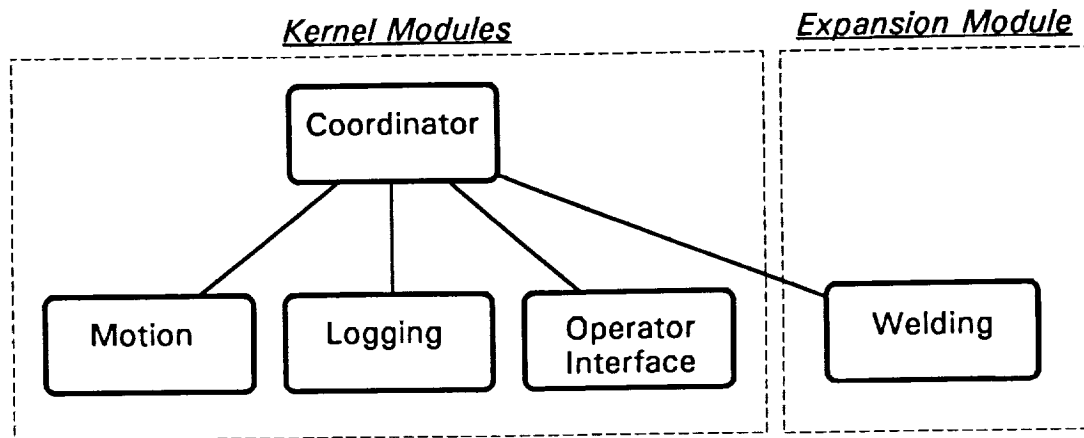 Kernel Modules
Expansion Module
Coordinator
Motion
Logging
Operator
Interface
Welding